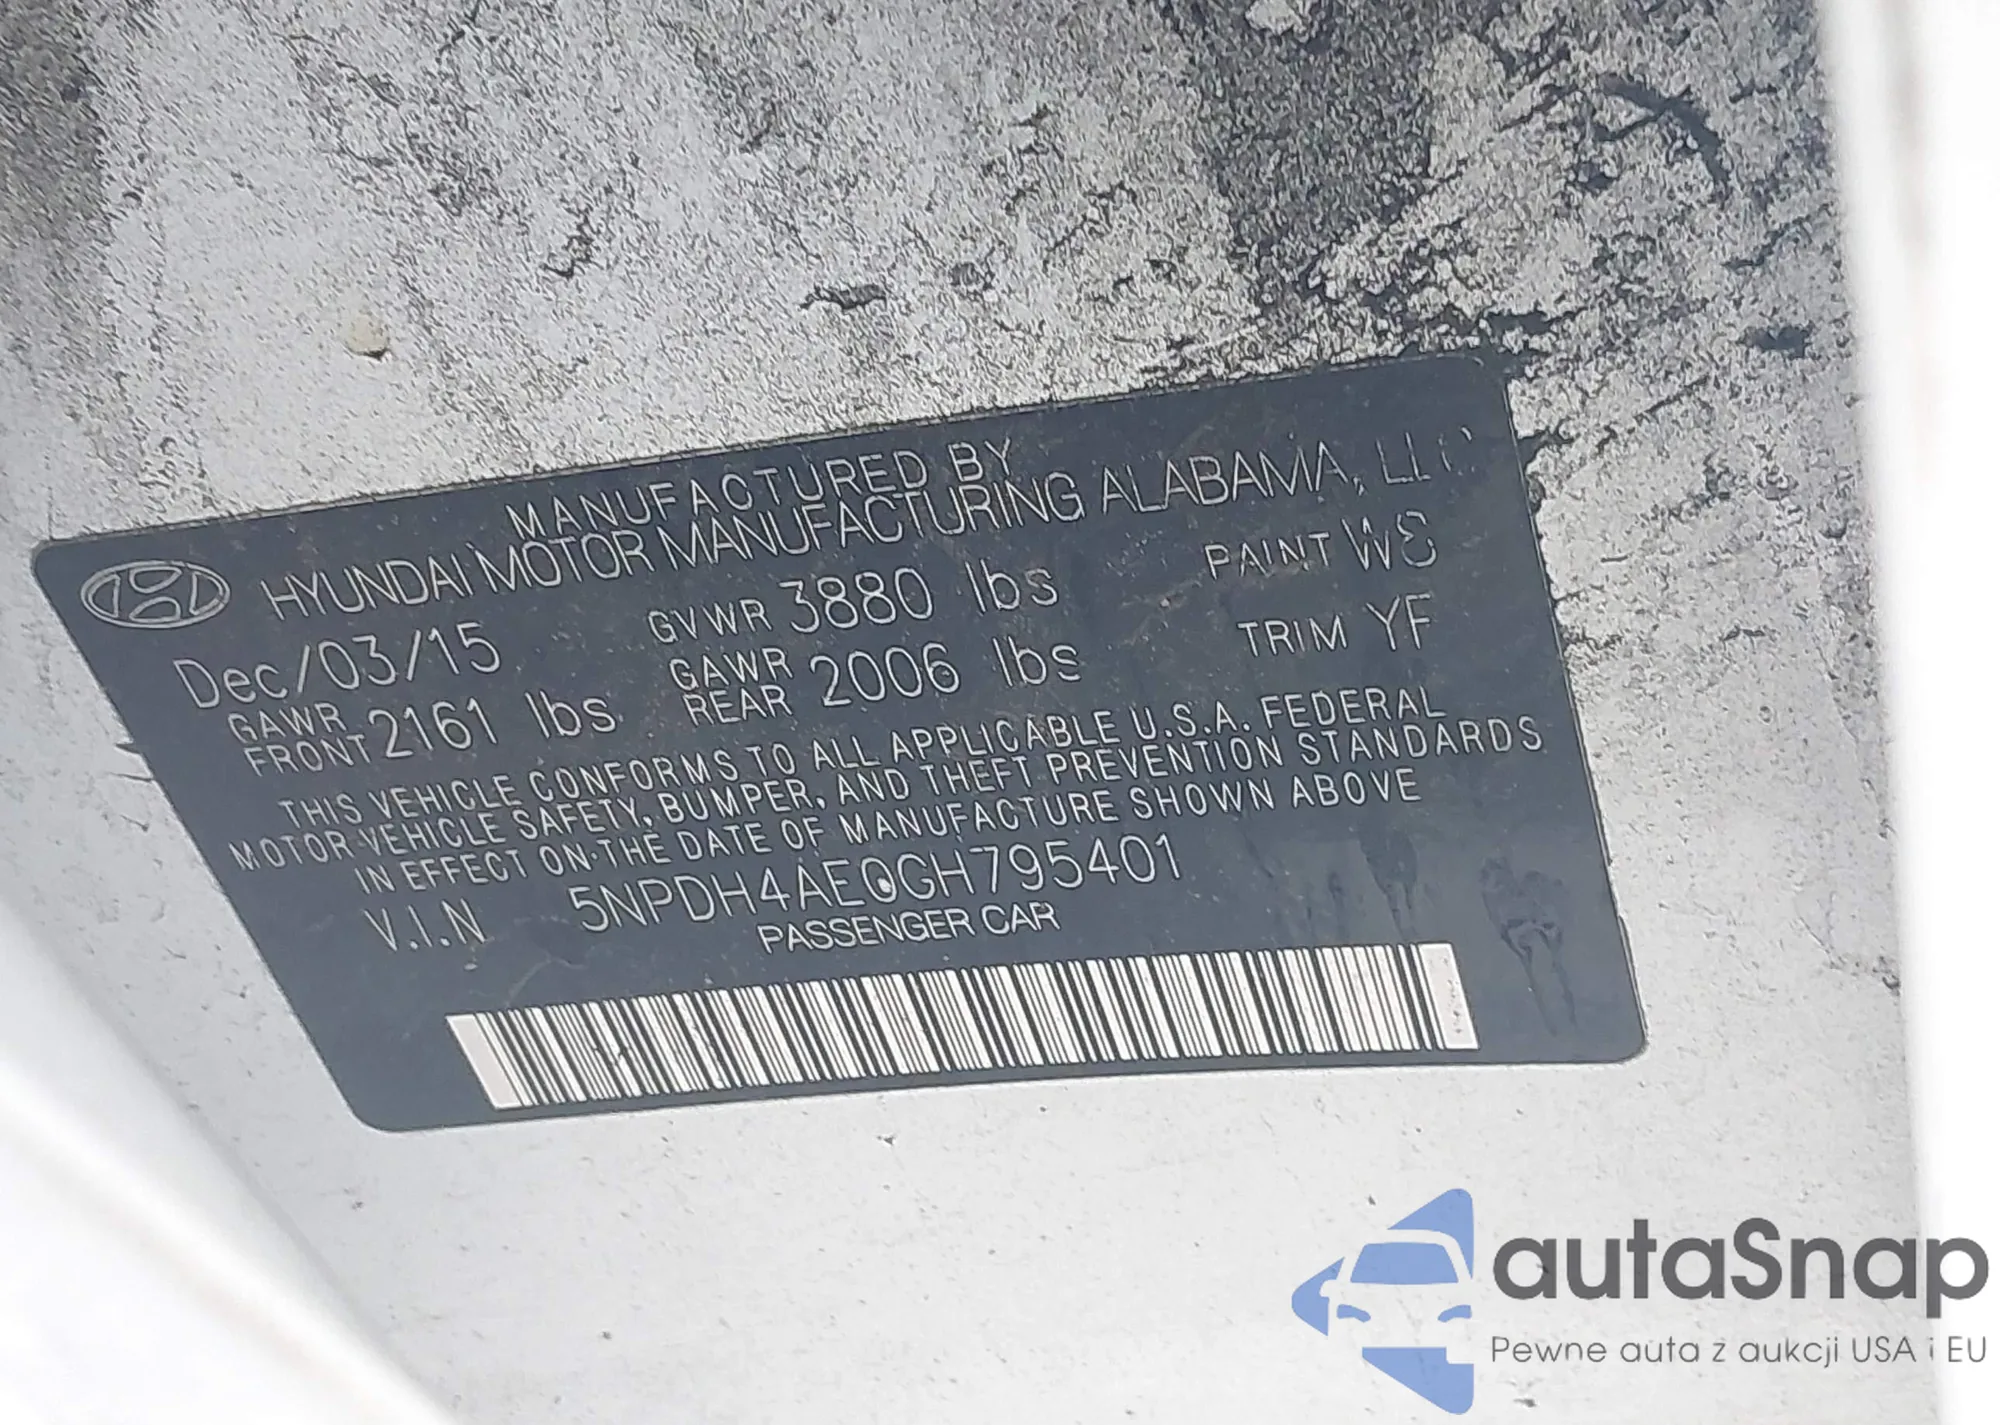 MANUFACTURED BY
HYUNDAI MOTOR MANUFACTURING ALABAMA, LLC
Dec/03/15 GVWR 3880 lbs PAINT W8
GAWR FRONT 2161 lbs GAWR REAR 2006 lbs TRIM YF
THIS VEHICLE CONFORMS TO ALL APPLICABLE U.S.A. FEDERAL
MOTOR VEHICLE SAFETY, BUMPER, AND THEFT PREVENTION STANDARDS
IN EFFECT ON THE DATE OF MANUFACTURE SHOWN ABOVE
V.I.N 5NPDH4AE0GH795401
PASSENGER CAR
autaSnap
Pewne auta z aukcji USA i EU